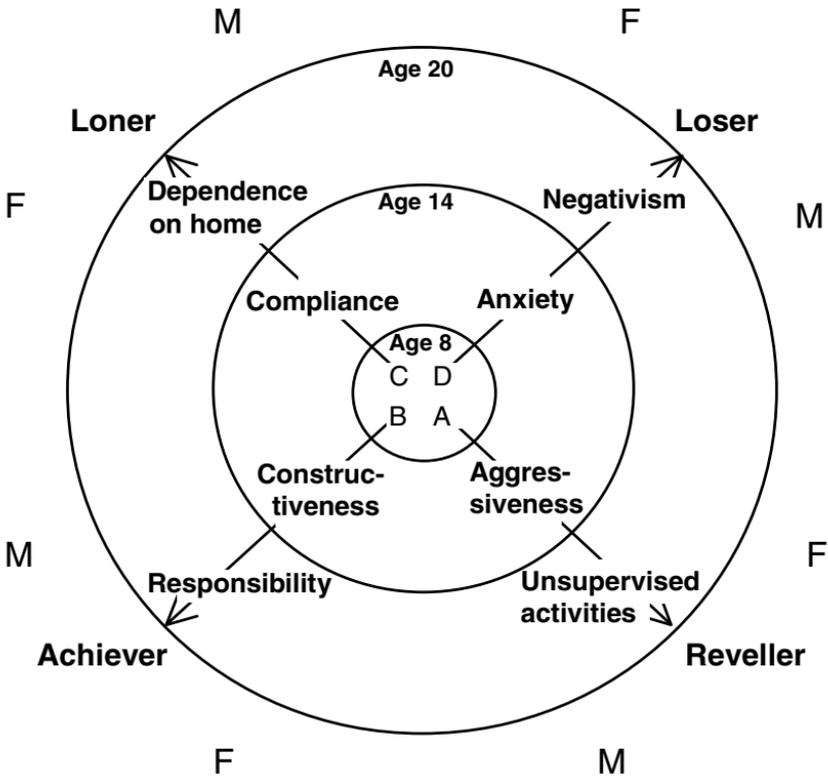 M
F
Age 20
Loner
Loser
F
Dependence
on home
Age 14
Negativism
M
Compliance
Anxiety
Age 8
C D
B A
Construc-
tiveness
Aggres-
siveness
M
F
Responsibility
Unsupervised
activities
Achiever
Reveller
F
M